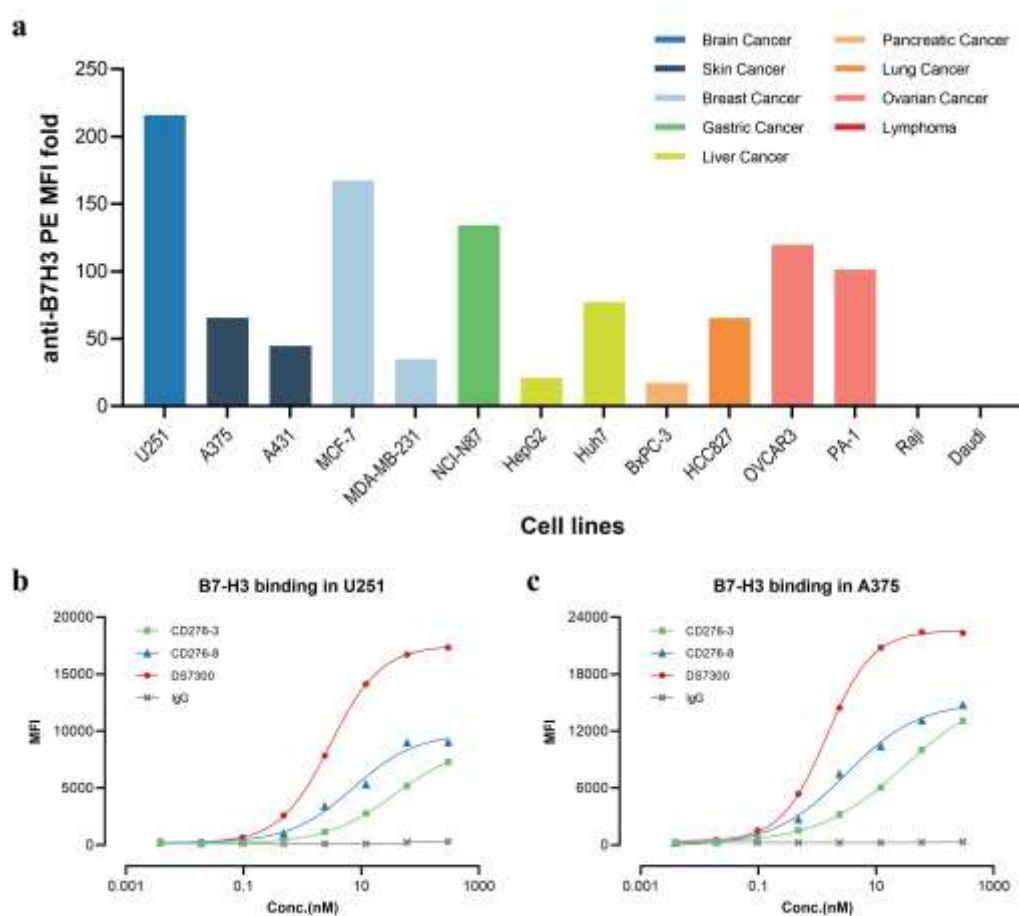 a
Brain Cancer
Pancreatic Cancer
Skin Cancer
Lung Cancer
Breast Cancer
Ovarian Cancer
Gastric Cancer
Lymphoma
Liver Cancer
anti-B7H3 PE MFI fold
250
200
150
100
50
0
U251
A375
A431
MCF-7
MDA-MB-231
NCI-N87
HepG2
Huh7
BxPC-3
HCC827
OVCAR3
PA-1
Raji
Daudi
Cell lines
b
B7-H3 binding in U251
20000
15000
10000
5000
0
MFI
CD276-3
CD276-8
DS7300
IgG
0.001
0.1
10
1000
Conc.(nM)
c
B7-H3 binding in A375
24000
18000
12000
6000
0
MFI
CD276-3
CD276-8
DS7300
IgG
0.001
0.1
10
1000
Conc.(nM)